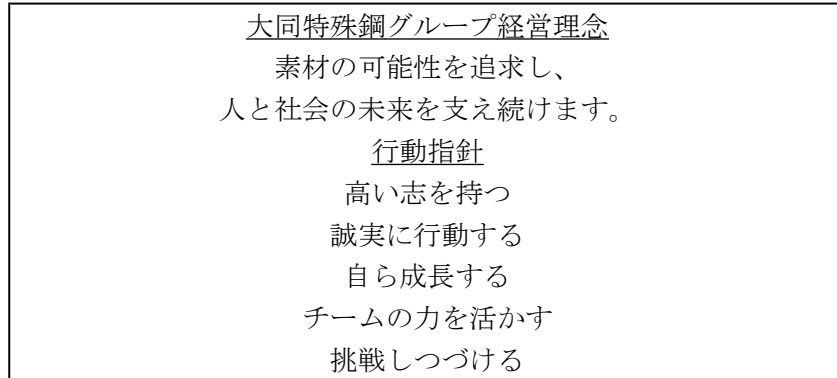 大同特殊鋼グループ経営理念
素材の可能性を追求し、
人と社会の未来を支え続けます。
行動指針
高い志を持つ
誠実に行動する
自ら成長する
チームの力を活かす
挑戦しつづける